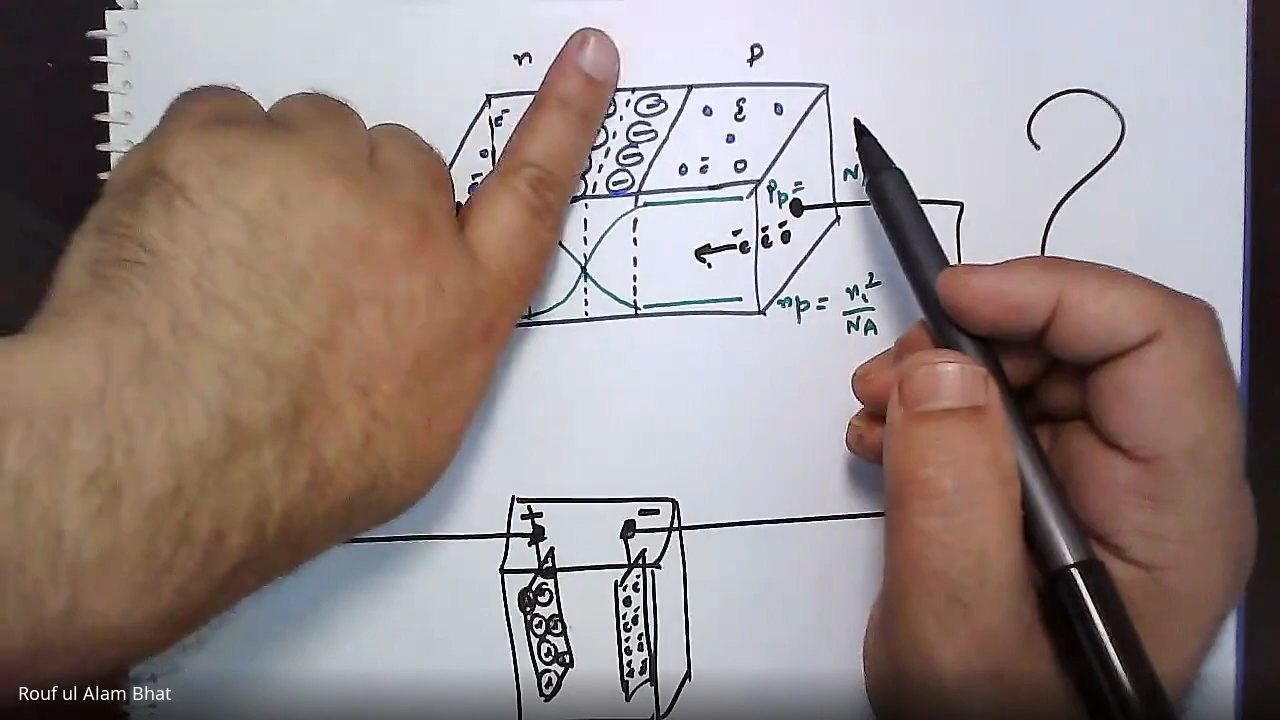 n
p
Pp=
N
np = ni²/NA
+ −
Rouf ul Alam Bhat